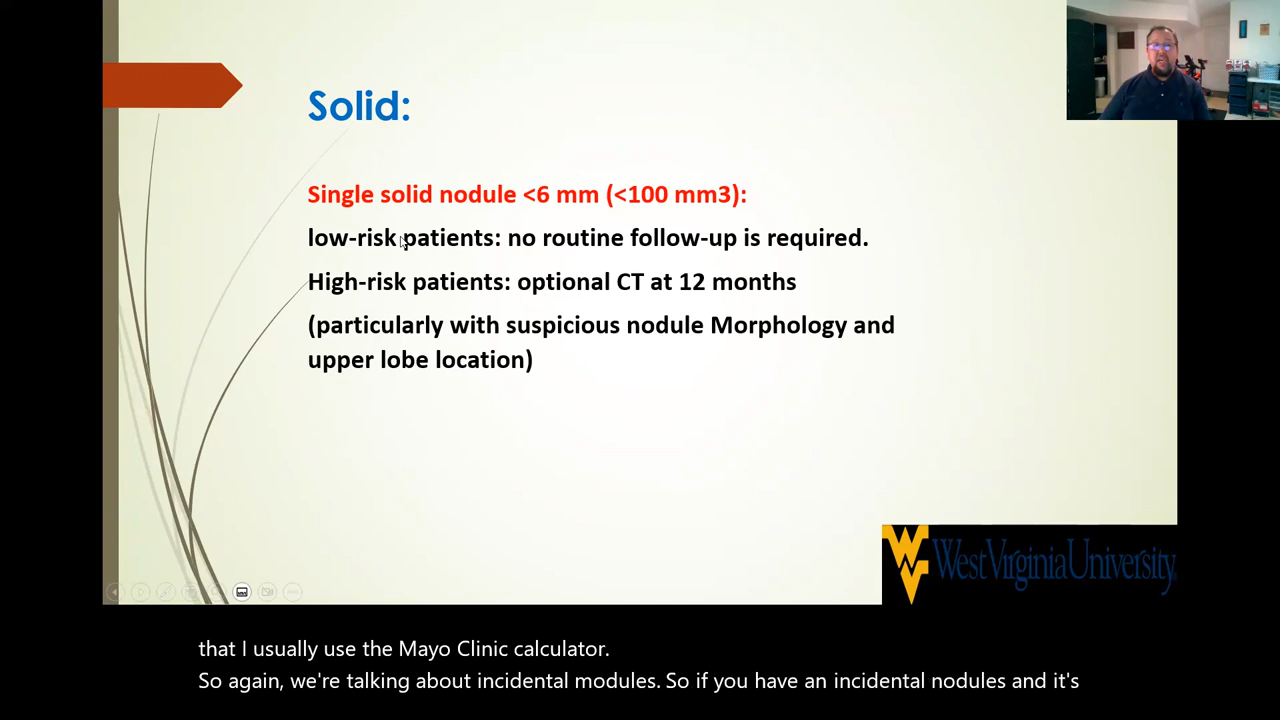 Solid:
Single solid nodule <6 mm (<100 mm3):
low-risk patients: no routine follow-up is required.
High-risk patients: optional CT at 12 months
(particularly with suspicious nodule Morphology and
upper lobe location)
WestVirginiaUniversity
that I usually use the Mayo Clinic calculator.
So again, we're talking about incidental modules. So if you have an incidental nodules and it's